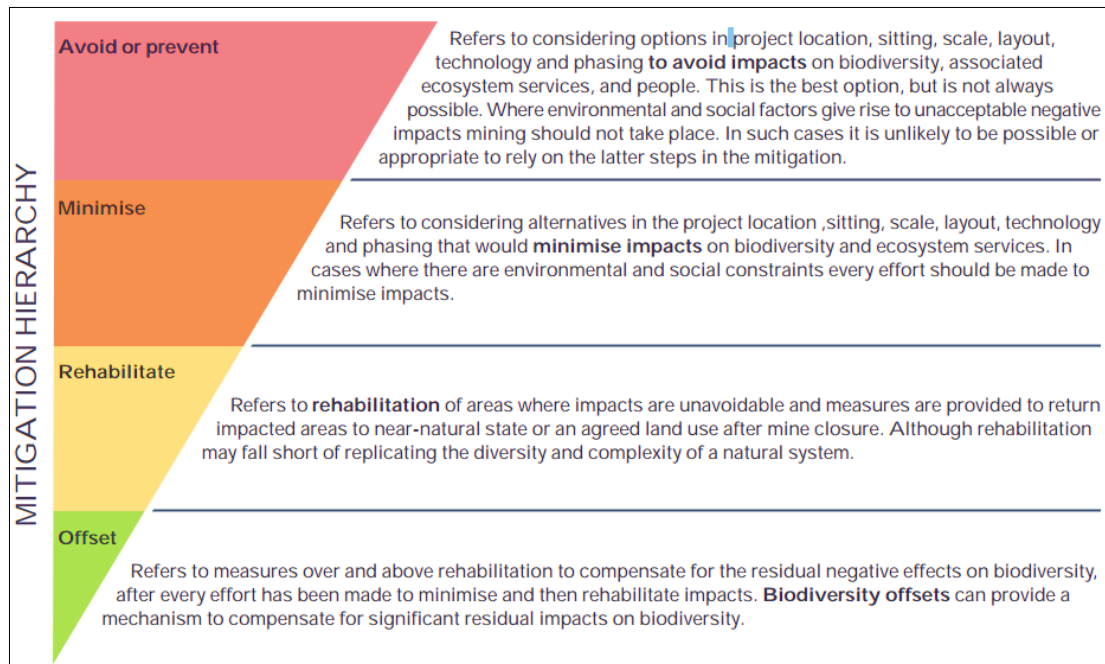 MITIGATION HIERARCHY
Avoid or prevent
Refers to considering options in project location, sitting, scale, layout,
technology and phasing to avoid impacts on biodiversity, associated
ecosystem services, and people. This is the best option, but is not always
possible. Where environmental and social factors give rise to unacceptable negative
impacts mining should not take place. In such cases it is unlikely to be possible or
appropriate to rely on the latter steps in the mitigation.
Minimise
Refers to considering alternatives in the project location ,sitting, scale, layout, technology
and phasing that would minimise impacts on biodiversity and ecosystem services. In
cases where there are environmental and social constraints every effort should be made to
minimise impacts.
Rehabilitate
Refers to rehabilitation of areas where impacts are unavoidable and measures are provided to return
impacted areas to near-natural state or an agreed land use after mine closure. Although rehabilitation
may fall short of replicating the diversity and complexity of a natural system.
Offset
Refers to measures over and above rehabilitation to compensate for the residual negative effects on biodiversity,
after every effort has been made to minimise and then rehabilitate impacts. Biodiversity offsets can provide a
mechanism to compensate for significant residual impacts on biodiversity.